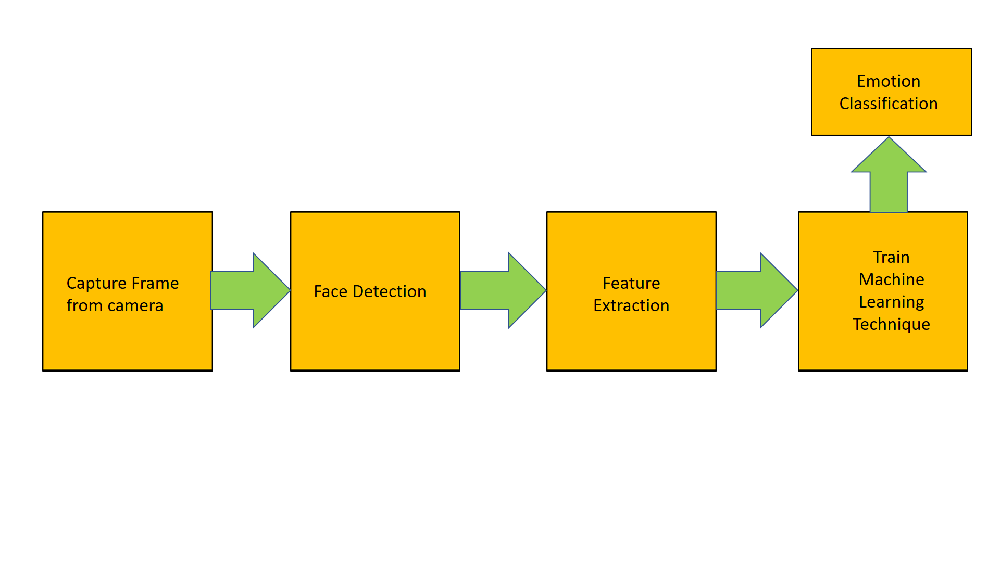 Capture Frame
from camera
Face Detection
Feature
Extraction
Train
Machine
Learning
Technique
Emotion
Classification